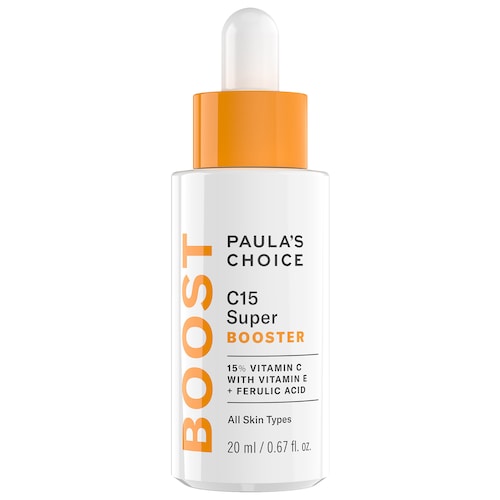 BOOST
PAULA'S
CHOICE
C15
Super
BOOSTER
15% VITAMIN C
WITH VITAMIN E
+ FERULIC ACID
All Skin Types
20 ml / 0.67 fl. oz.